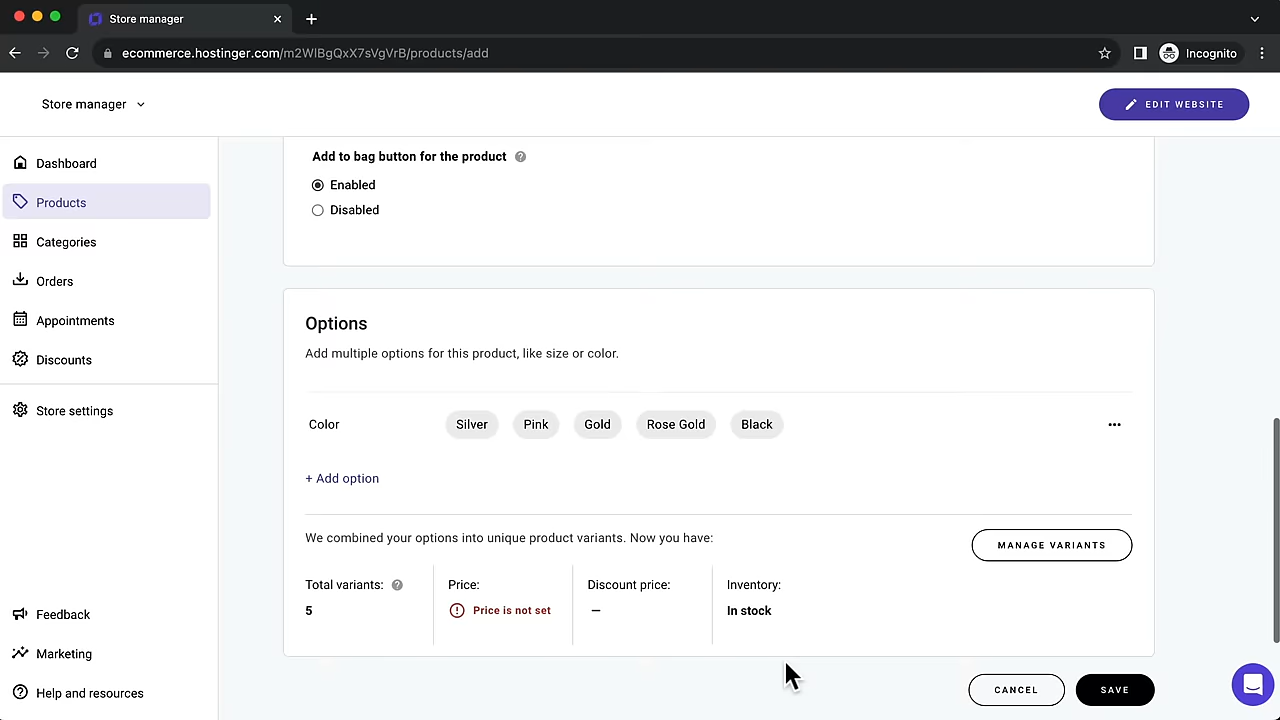 Store manager
ecommerce.hostinger.com/m2WlBgQxX7sVgVrB/products/add
Incognito
Store manager
EDIT WEBSITE
Dashboard
Products
Categories
Orders
Appointments
Discounts
Store settings
Feedback
Marketing
Help and resources
Add to bag button for the product
Enabled
Disabled
Options
Add multiple options for this product, like size or color.
Color Silver Pink Gold Rose Gold Black
+ Add option
We combined your options into unique product variants. Now you have:
MANAGE VARIANTS
Total variants: Price: Discount price: Inventory:
5 Price is not set – In stock
CANCEL SAVE